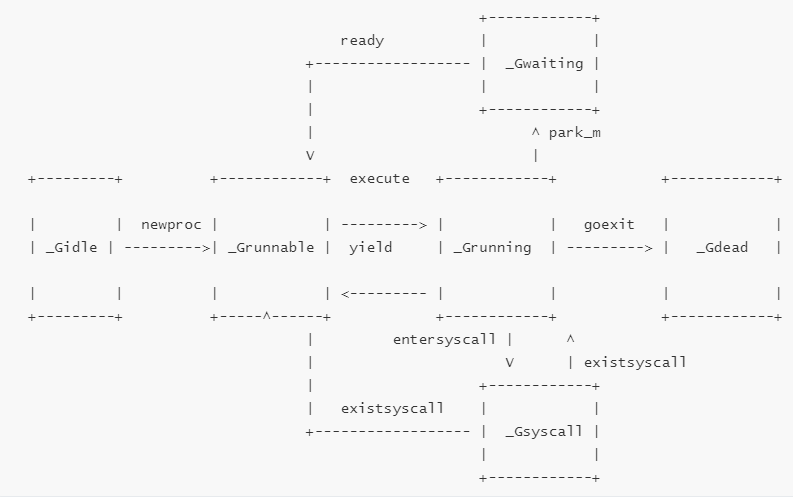 ready
_Gwaiting
park_m
execute
newproc
goexit
_Gidle
_Grunnable
yield
_Grunning
_Gdead
entersyscall
existsyscall
existsyscall
_Gsyscall